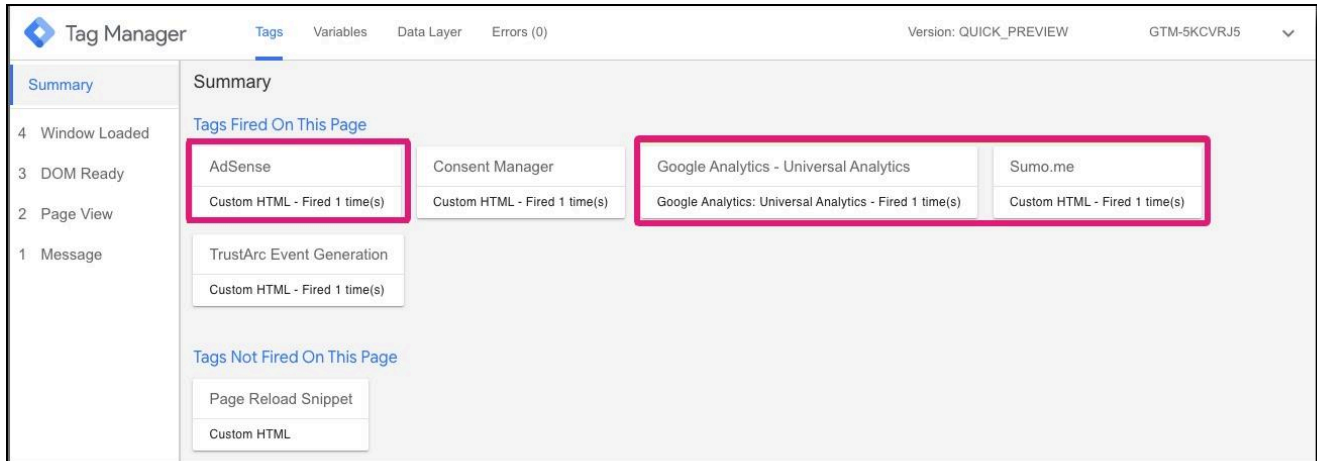 Tag Manager Tags Variables Data Layer Errors (0) Version: QUICK_PREVIEW GTM-5KCVRJ5
Summary
4 Window Loaded
3 DOM Ready
2 Page View
1 Message
Summary
Tags Fired On This Page
AdSense
Custom HTML - Fired 1 time(s)
Consent Manager
Custom HTML - Fired 1 time(s)
Google Analytics - Universal Analytics
Google Analytics: Universal Analytics - Fired 1 time(s)
Sumo.me
Custom HTML - Fired 1 time(s)
TrustArc Event Generation
Custom HTML - Fired 1 time(s)
Tags Not Fired On This Page
Page Reload Snippet
Custom HTML